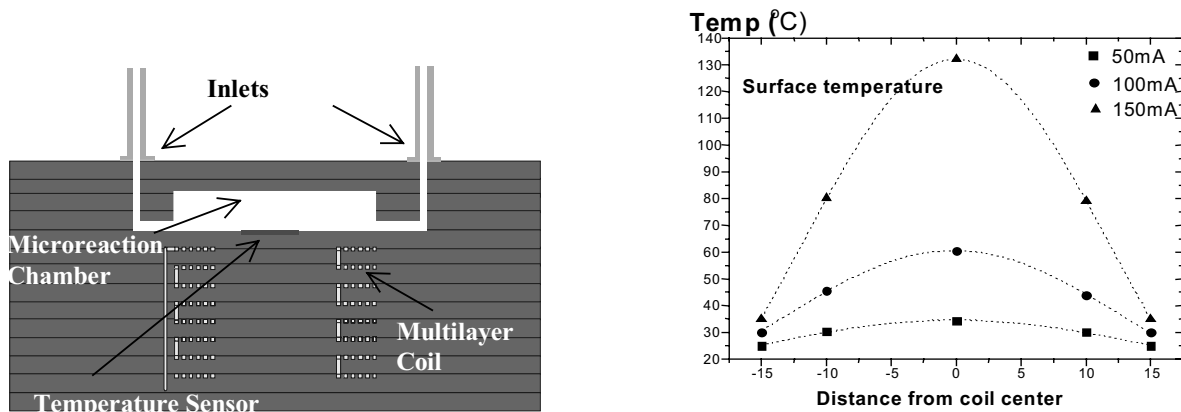 Inlets
Microreaction
Chamber
Multilayer
Coil
Temperature Sensor
Temp (°C)
140
130
120
110
100
90
80
70
60
50
40
30
20
Surface temperature
50mA
100mA
150mA
-15
-10
-5
0
5
10
15
Distance from coil center